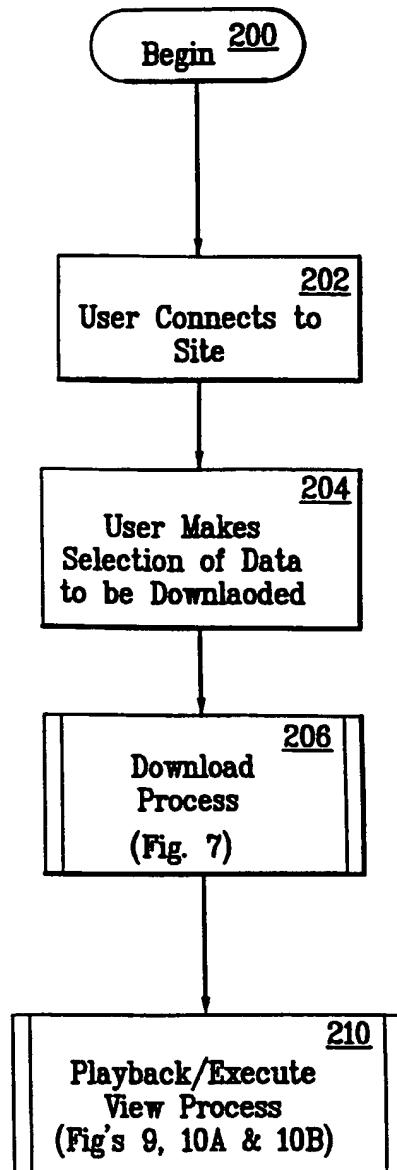 200
Begin
202
User Connects to
Site
204
User Makes
Selection of Data
to be Downlaoded
206
Download
Process
(Fig. 7)
210
Playback/Execute
View Process
(Fig's 9, 10A & 10B)